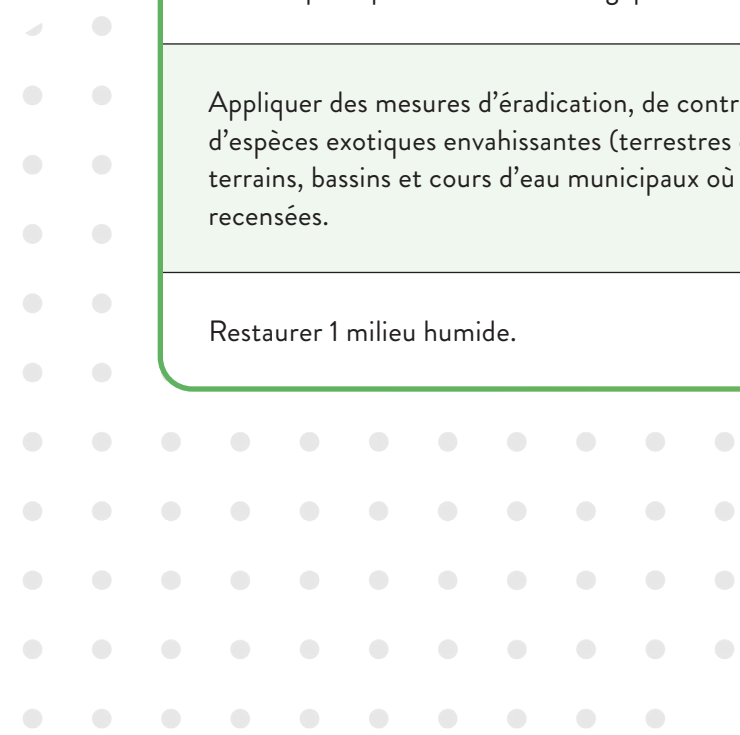 Appliquer des mesures d’éradication, de contr
d’espèces exotiques envahissantes (terrestres
terrains, bassins et cours d’eau municipaux où
recensées.
Restaurer 1 milieu humide.